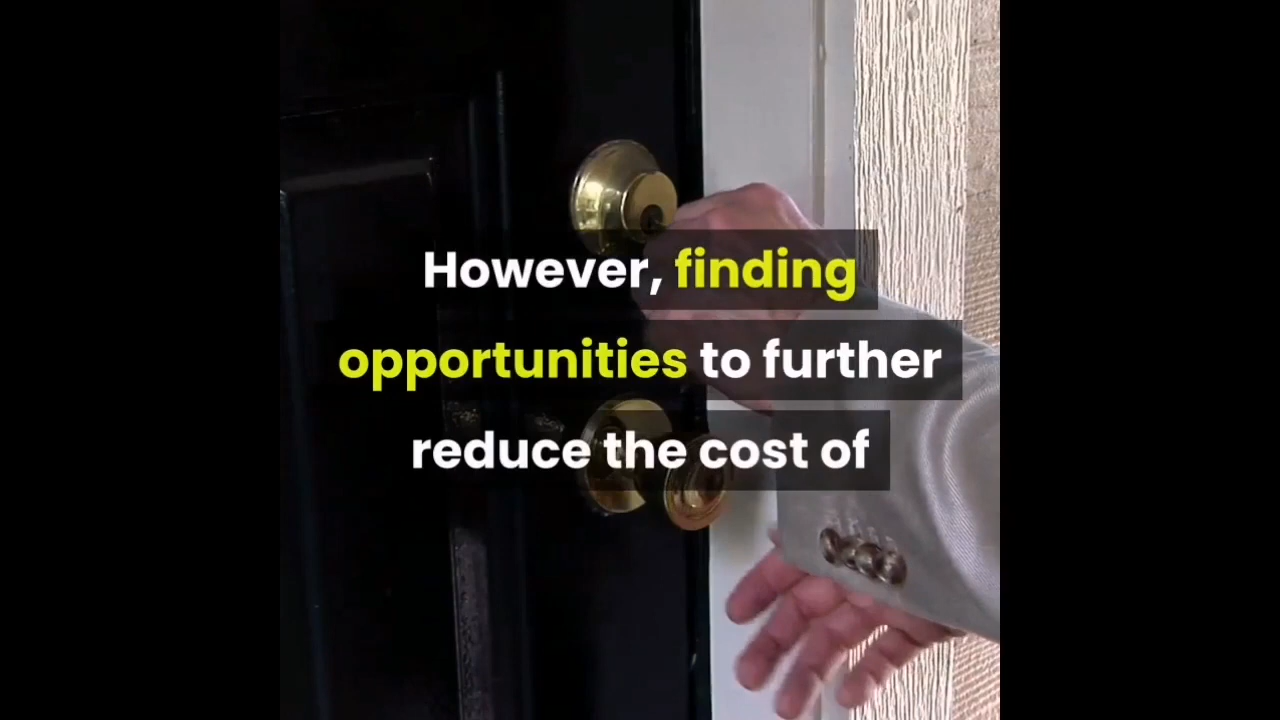 However, finding
opportunities to further
reduce the cost of